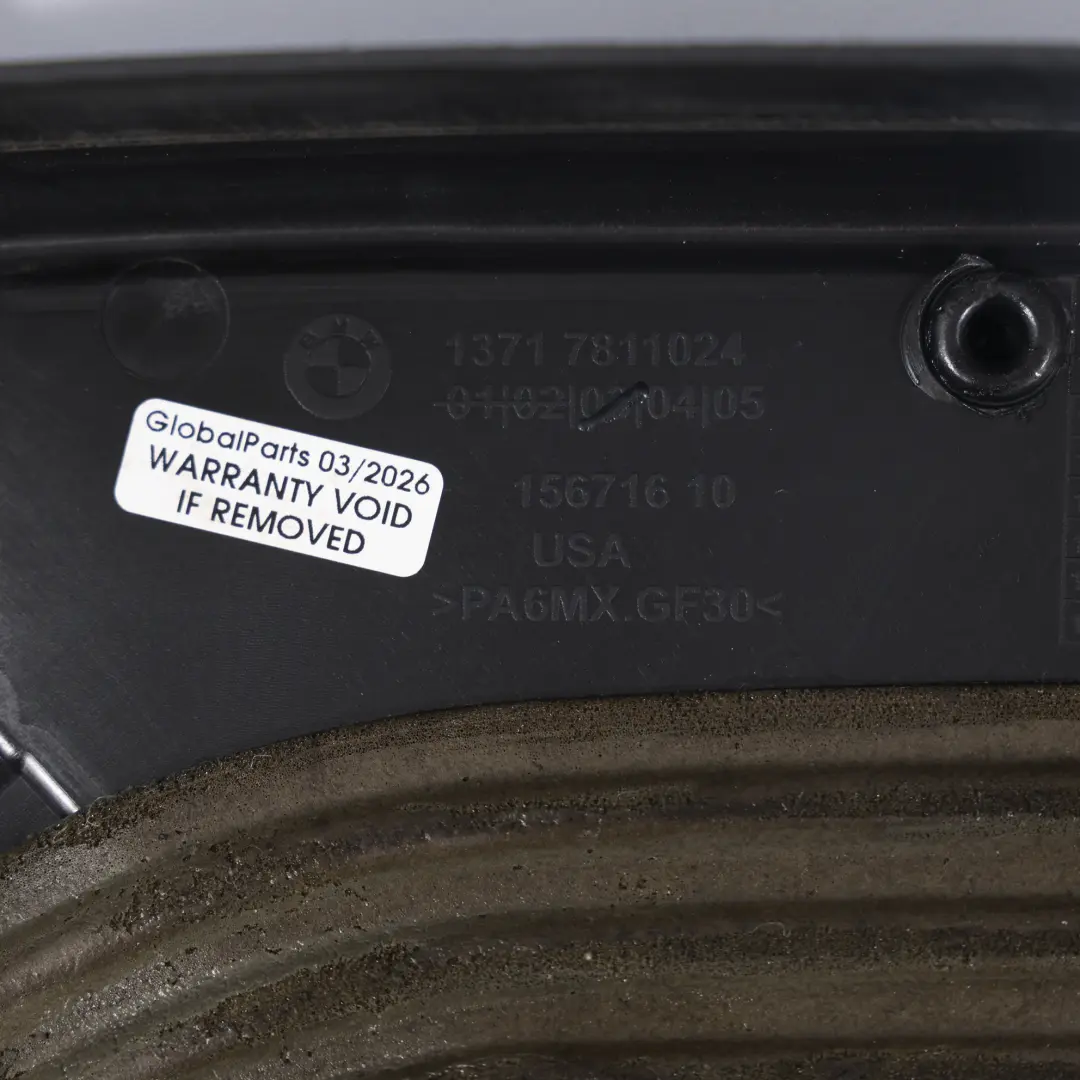 BMW
1371 7811024
01|02|03|04|05
GlobalParts 03/2026
WARRANTY VOID
IF REMOVED
156716 10
USA
>PA6MX.GF30<